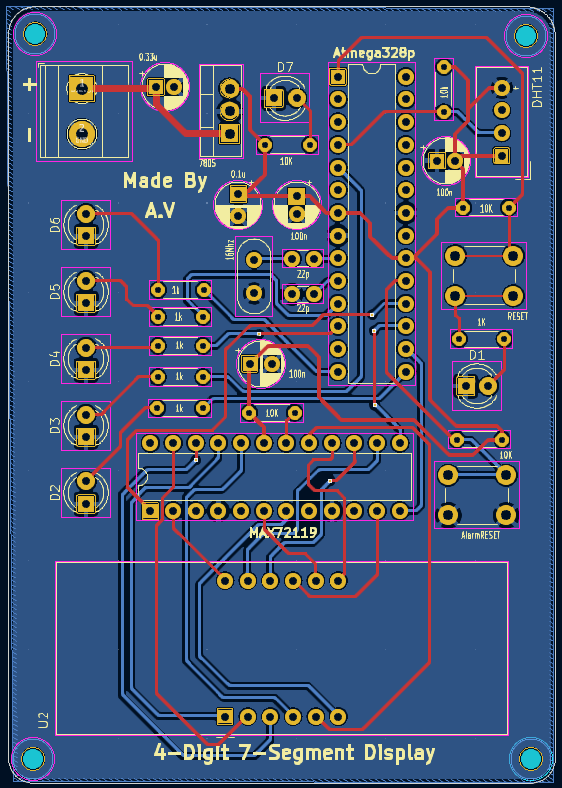 Atmega328p
0.33u
+
D7
DHT11
10k
7805
10K
100n
Made By
A.V
0.1u
100n
10K
D6
16Mhz
22p
22p
D5
1k
1k
RESET
D4
1k
100n
1K
D1
1k
D3
1k
10K
10K
D2
MAX72119
AlarmRESET
U2
4-Digit 7-Segment Display